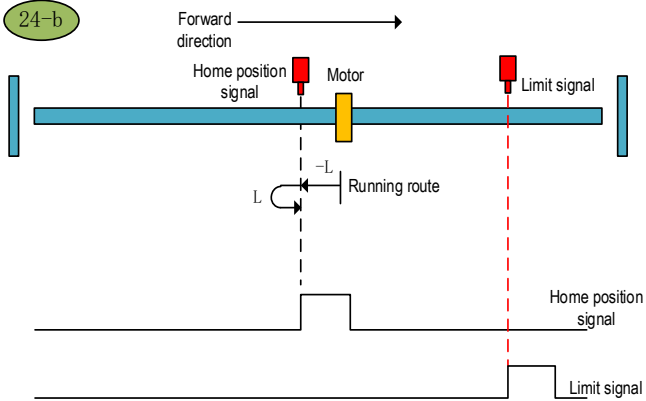 24-b
Forward
direction
Home position
signal
Motor
Limit signal
-L
L
Running route
Home position
signal
Limit signal